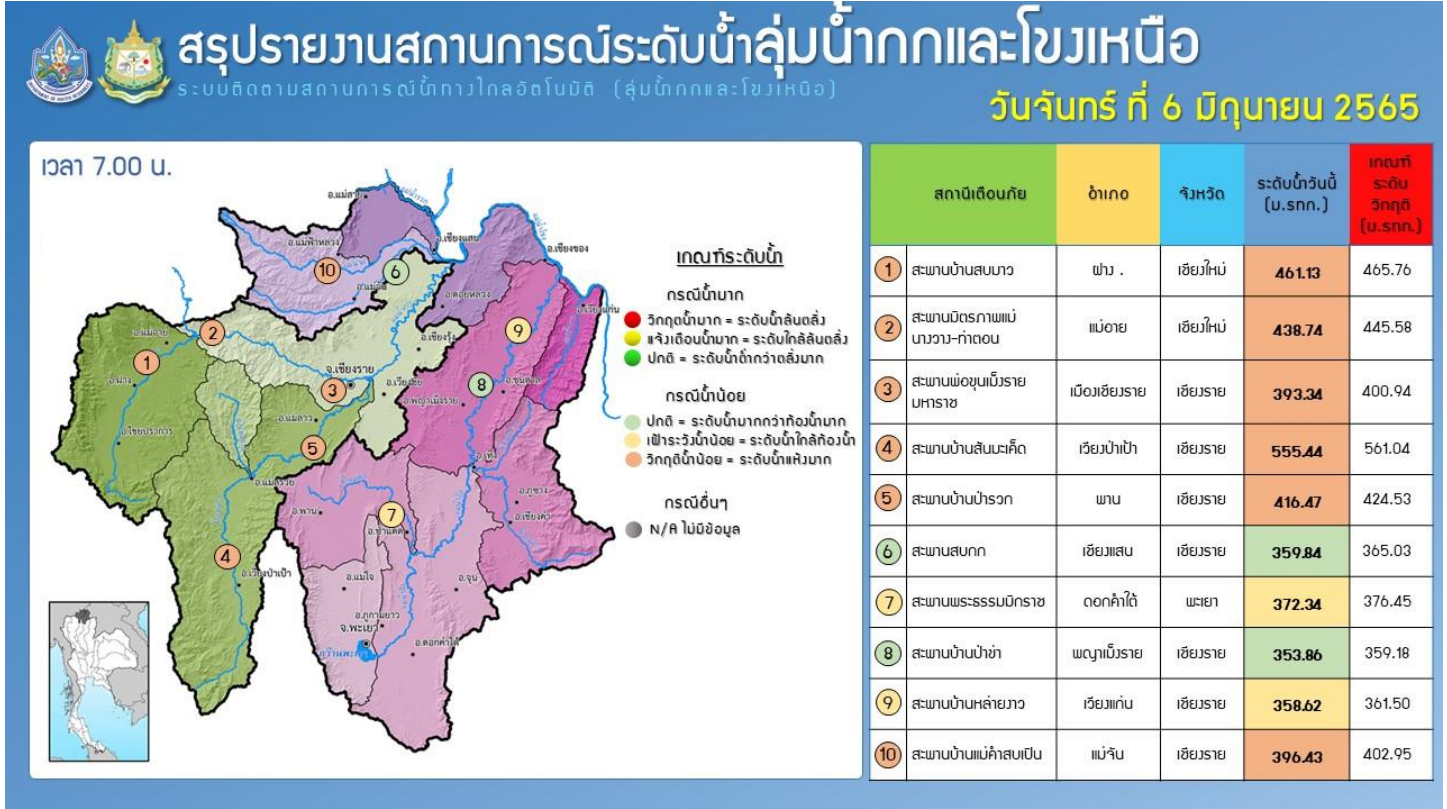 สรุปรายงานสถานการณ์ระดับน้ำลุ่มน้ำกกและโขงเหนือ
ระบบติดตามสถานการณ์น้ำทางไกลอัตโนมัติ (ลุ่มน้ำกกและโขงเหนือ)
วันจันทร์ ที่ 6 มิถุนายน 2565
เวลา 7.00 น.
อ.แม่สาย
อ.แม่ฟ้าหลวง
อ.เชียงแสน
อ.เชียงของ
10
6
อ.ดอยหลวง
อ.เวียงแก่น
อ.แม่อาย
2
9
อ.เชียงรุ้ง
1
จ.เชียงราย
อ.ฝาง
3
8
อ.ขุนตาล
อ.พญาเม็งราย
อ.แม่ลาว
อ.ไชยปราการ
5
อ.เทิง
อ.แม่สรวย
อ.ภูซาง
อ.พาน
7
อ.เชียงคำ
อ.ป่าแดด
4
อ.เวียงป่าเป้า
อ.แม่ใจ
อ.จุน
อ.ภูกามยาว
จ.พะเยา
อ.ดอกคำใต้
กว๊านพะเยา
เกณฑ์ระดับน้ำ
กรณีน้ำมาก
วิกฤตน้ำมาก = ระดับน้ำล้นตลิ่ง
แจ้งเตือนน้ำมาก = ระดับใกล้ล้นตลิ่ง
ปกติ = ระดับน้ำต่ำกว่าตลิ่งมาก
กรณีน้ำน้อย
ปกติ = ระดับน้ำมากกว่าท้องน้ำมาก
เฝ้าระวังน้ำน้อย = ระดับน้ำใกล้ท้องน้ำ
วิกฤติน้ำน้อย = ระดับน้ำแห้งมาก
กรณีอื่นๆ
N/A ไม่มีข้อมูล
สถานีเตือนภัย อำเภอ จังหวัด ระดับน้ำวันนี้ (ม.รทก.) เกณฑ์ระดับวิกฤติ (ม.รทก.)
1 สะพานบ้านสบมาว ฝาง . เชียงใหม่ 461.13 465.76
2 สะพานมิตรภาพแม่นางวาง-ท่าตอน แม่อาย เชียงใหม่ 438.74 445.58
3 สะพานพ่อขุนเม็งรายมหาราช เมืองเชียงราย เชียงราย 393.34 400.94
4 สะพานบ้านสันมะเค็ด เวียงป่าเป้า เชียงราย 555.44 561.04
5 สะพานบ้านป่ารวก พาน เชียงราย 416.47 424.53
6 สะพานสบกก เชียงแสน เชียงราย 359.84 365.03
7 สะพานพระธรรมมิกราช ดอกคำใต้ พะเยา 372.34 376.45
8 สะพานบ้านป่าข่า พญาเม็งราย เชียงราย 353.86 359.18
9 สะพานบ้านหล่ายงาว เวียงแก่น เชียงราย 358.62 361.50
10 สะพานบ้านแม่คำสบเปิน แม่จัน เชียงราย 396.43 402.95